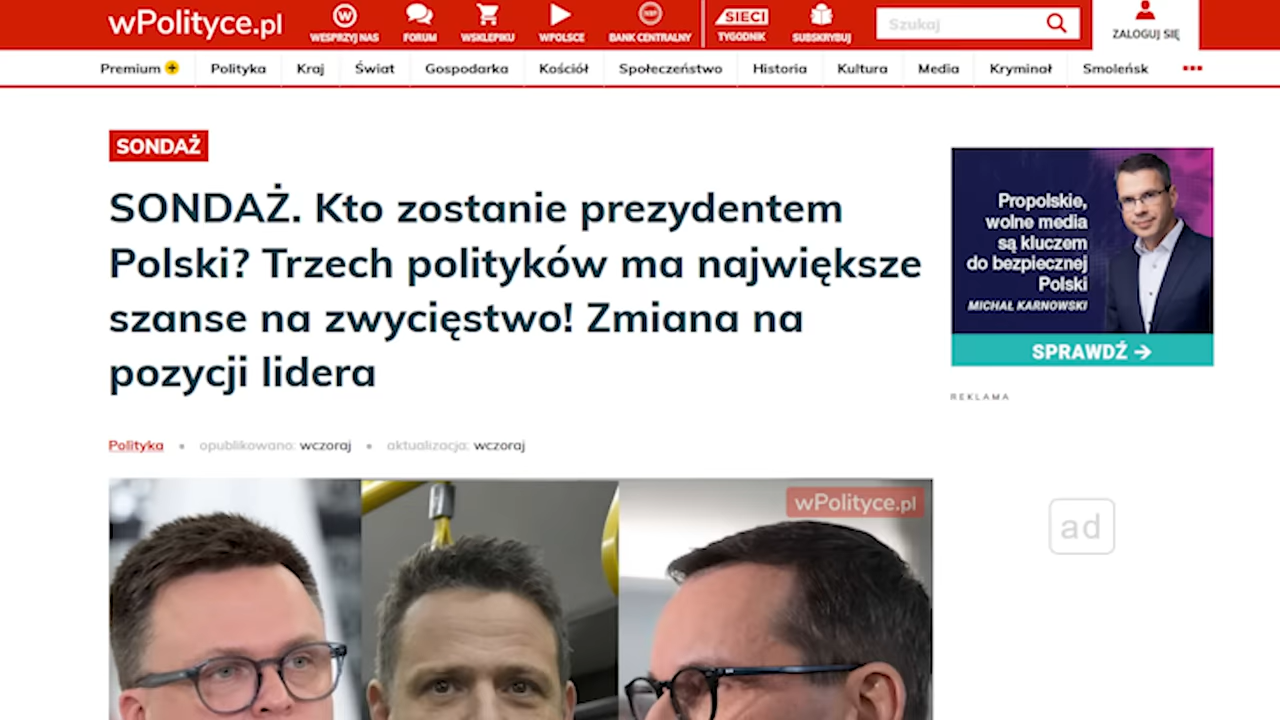 wPolityce.pl
WESPRZYJ NAS
FORUM
WSKLEPIKU
WPOLSCE
NBP
BANK CENTRALNY
SIECI
TYGODNIK
SUBSKRYBUJ
Szukaj
ZALOGUJ SIĘ
Premium
Polityka
Kraj
Świat
Gospodarka
Kościół
Społeczeństwo
Historia
Kultura
Media
Kryminał
Smoleńsk
SONDAŻ
SONDAŻ. Kto zostanie prezydentem
Polski? Trzech polityków ma największe
szanse na zwycięstwo! Zmiana na
pozycji lidera
Polityka • opublikowano: wczoraj • aktualizacja: wczoraj
wPolityce.pl
Propolskie,
wolne media
są kluczem
do bezpiecznej
Polski
MICHAŁ KARNOWSKI
SPRAWDŹ →
REKLAMA
ad